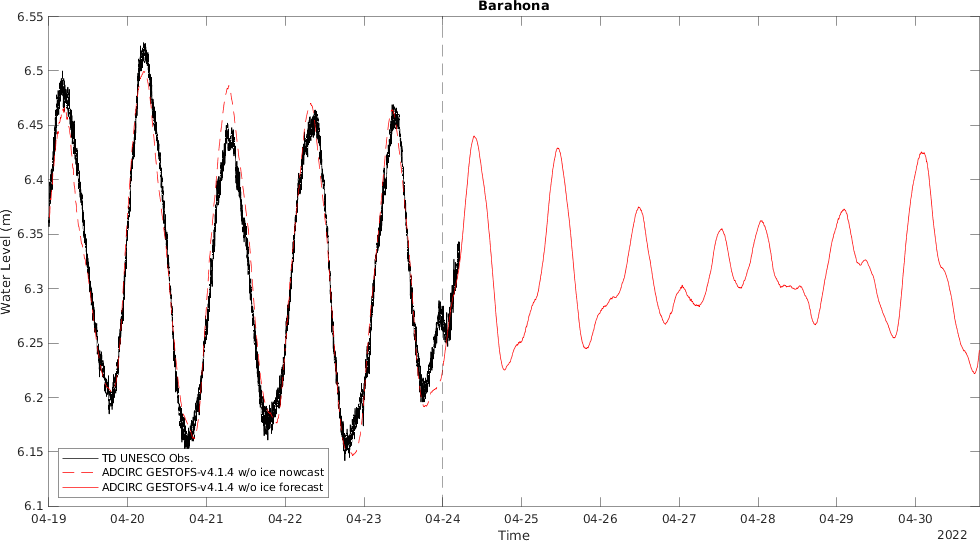 Barahona
6.55
6.5
6.45
6.4
6.35
6.3
6.25
6.2
6.15
6.1
Water Level (m)
TD UNESCO Obs.
ADCIRC GESTOFS-v4.1.4 w/o ice nowcast
ADCIRC GESTOFS-v4.1.4 w/o ice forecast
04-19 04-20 04-21 04-22 04-23 04-24 04-25 04-26 04-27 04-28 04-29 04-30
Time
2022